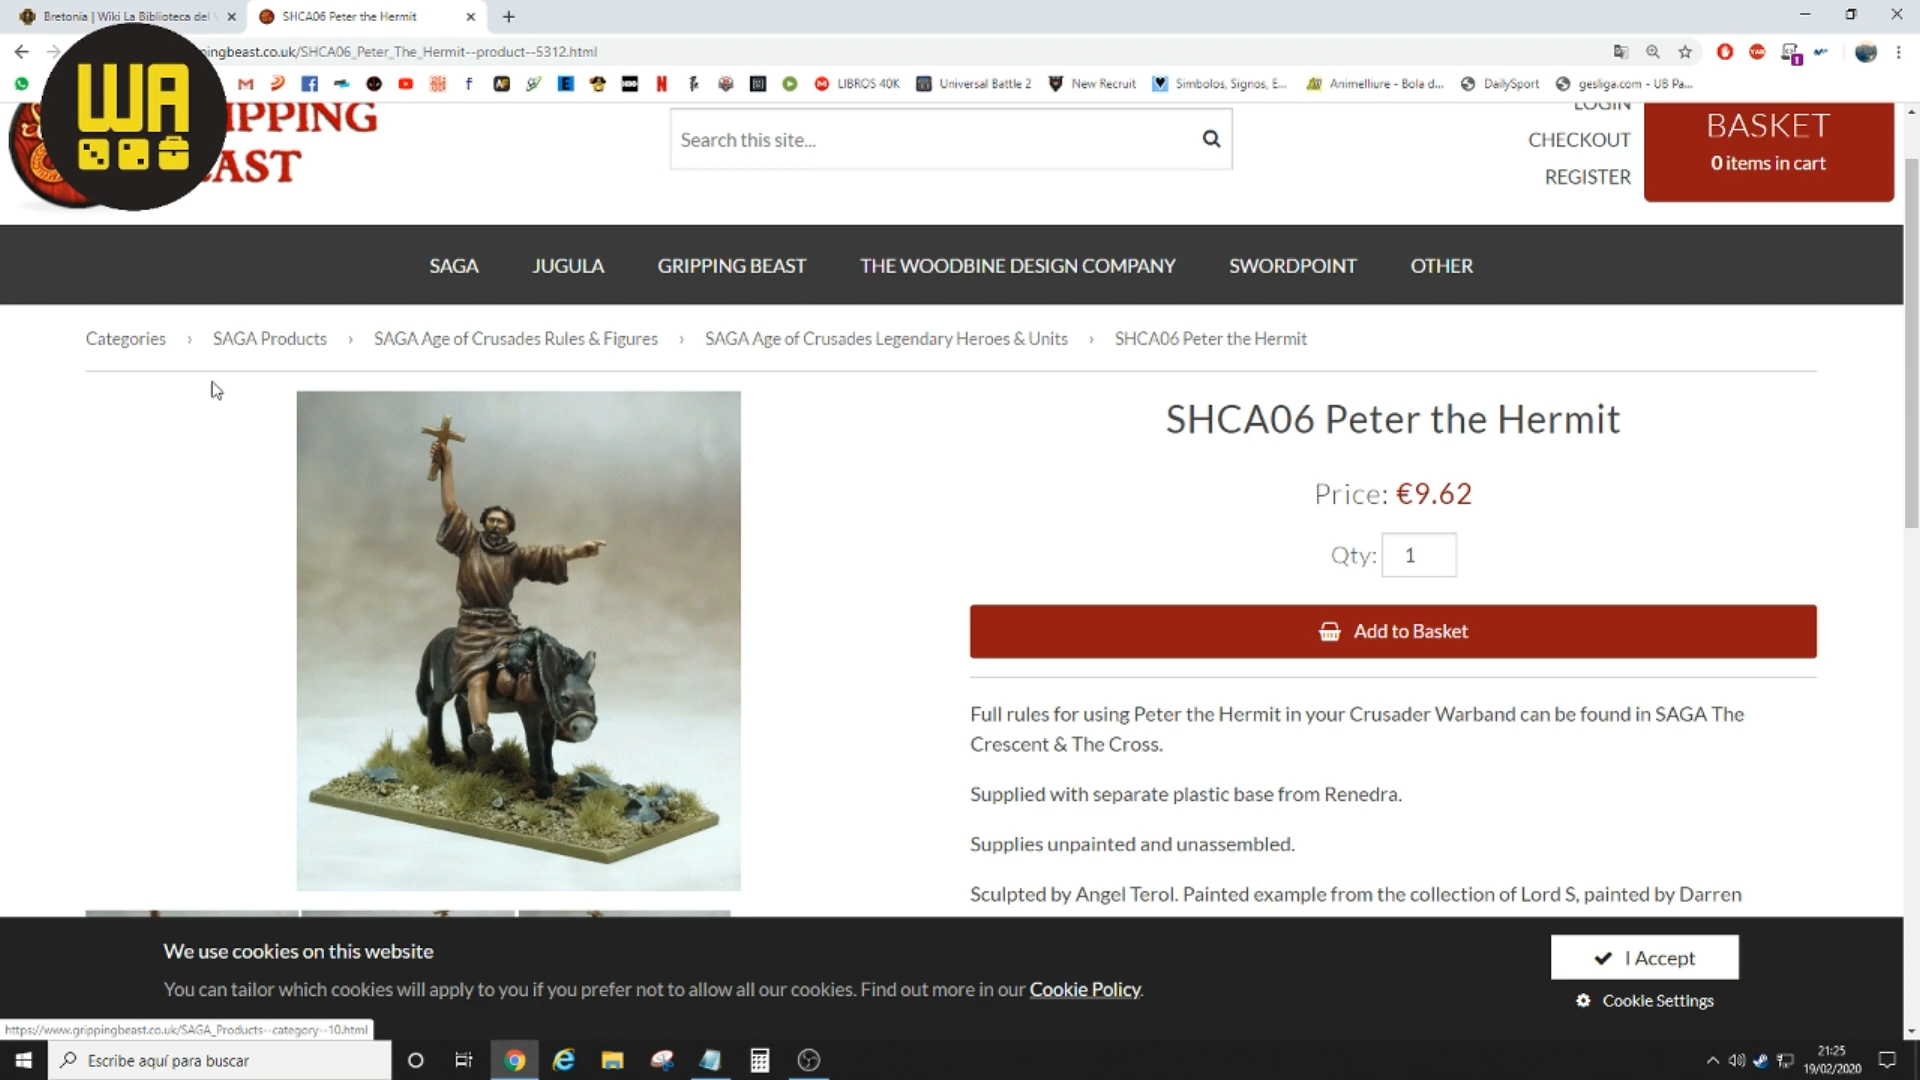 Bretonia | Wiki La Biblioteca del
SHCA06 Peter the Hermit
pingbeast.co.uk/SHCA06_Peter_The_Hermit--product--5312.html
LIBROS 40K
Universal Battle 2
New Recruit
Simbolos, Signos, E...
Animelliure - Bola d...
DailySport
gesliga.com - UB Pa...
WA
IPPING
EAST
Search this site...
LOGIN
CHECKOUT
REGISTER
BASKET
0 items in cart
SAGA
JUGULA
GRIPPING BEAST
THE WOODBINE DESIGN COMPANY
SWORDPOINT
OTHER
Categories › SAGA Products › SAGA Age of Crusades Rules & Figures › SAGA Age of Crusades Legendary Heroes & Units › SHCA06 Peter the Hermit
SHCA06 Peter the Hermit
Price: €9.62
Qty: 1
Add to Basket
Full rules for using Peter the Hermit in your Crusader Warband can be found in SAGA The
Crescent & The Cross.
Supplied with separate plastic base from Renedra.
Supplies unpainted and unassembled.
Sculpted by Angel Terol. Painted example from the collection of Lord S, painted by Darren
We use cookies on this website
You can tailor which cookies will apply to you if you prefer not to allow all our cookies. Find out more in our Cookie Policy.
I Accept
Cookie Settings
https://www.grippingbeast.co.uk/SAGA_Products--category--10.html
Escribe aquí para buscar
21:25
19/02/2020